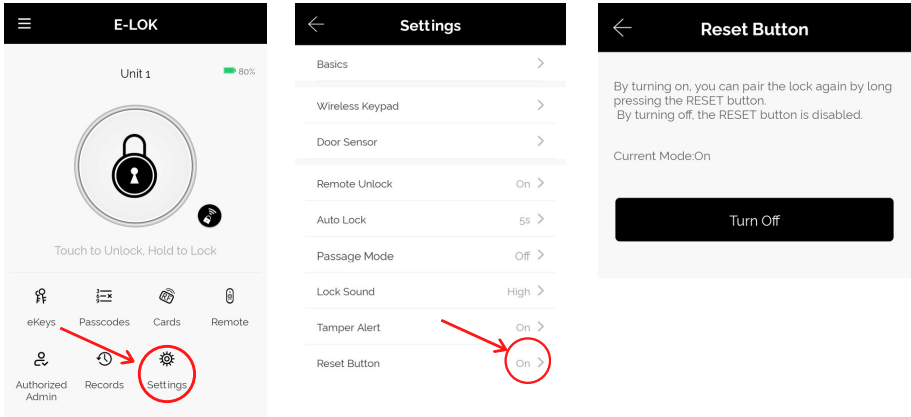 E-LOK
Unit 1
80%
Touch to Unlock, Hold to Lock
eKeys
Passcodes
Cards
Remote
Authorized
Admin
Records
Settings
Settings
Basics
Wireless Keypad
Door Sensor
Remote Unlock On
Auto Lock 5s
Passage Mode Off
Lock Sound High
Tamper Alert On
Reset Button On
Reset Button
By turning on, you can pair the lock again by long
pressing the RESET button.
By turning off, the RESET button is disabled.
Current Mode:On
Turn Off